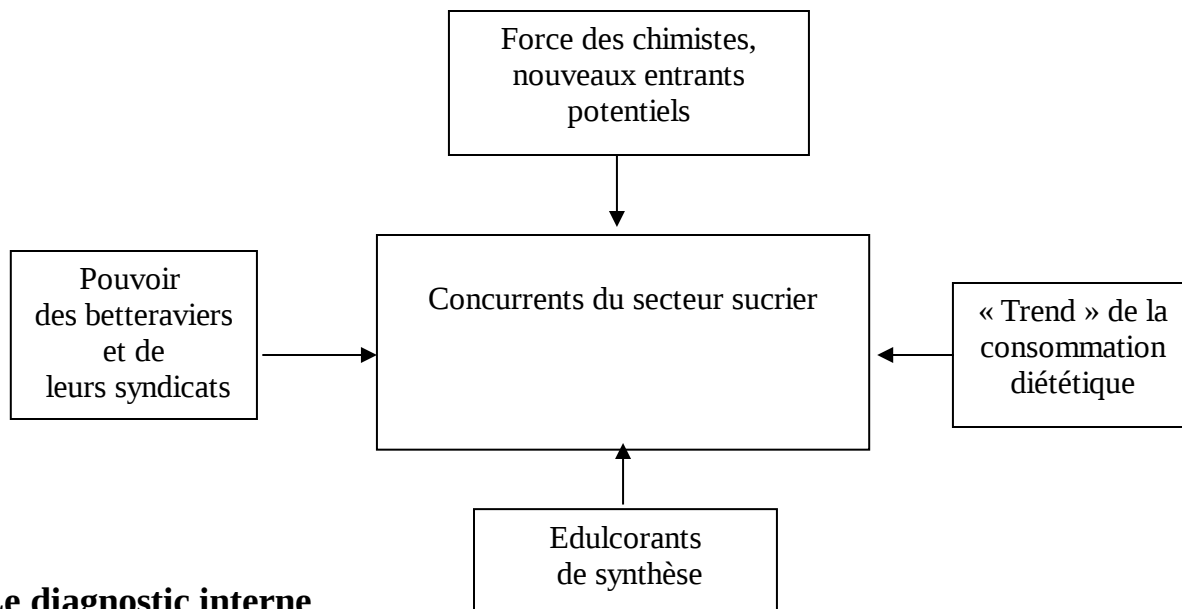 Force des chimistes,
nouveaux entrants
potentiels
Pouvoir
des betteraviers
et de
leurs syndicats
Concurrents du secteur sucrier
« Trend » de la
consommation
diététique
Edulcorants
de synthèse
e diagnostic interne